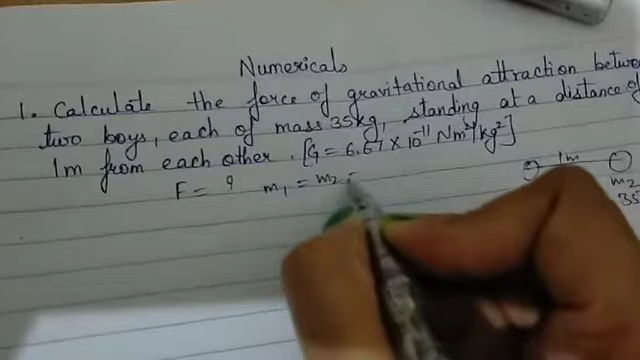 Numericals
1. Calculate the force of gravitational attraction between
two boys, each of mass 35kg, standing at a distance of
1m from each other. [G = 6.67 × 10⁻¹¹ Nm²/kg²]
1m
F = ? m₁ = m₂ =
m₂
35